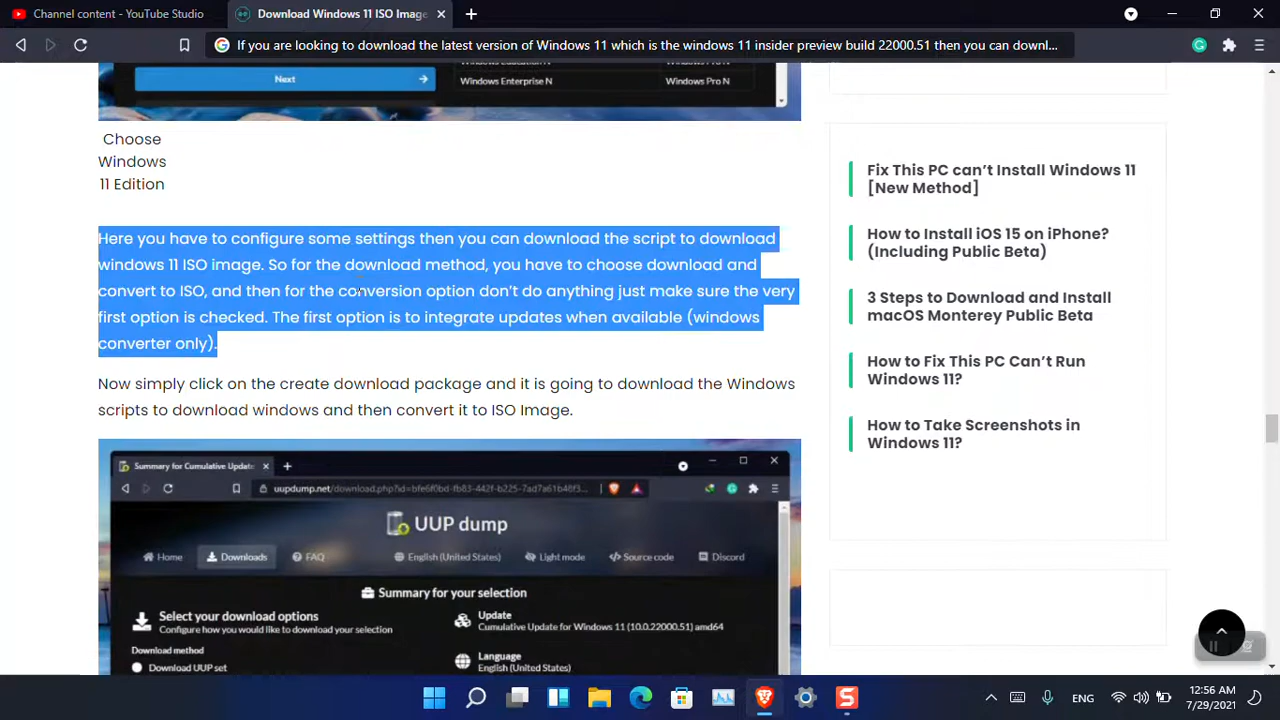 Channel content - YouTube Studio
Download Windows 11 ISO Image
If you are looking to download the latest version of Windows 11 which is the windows 11 insider preview build 22000.51 then you can downl...
Next
Windows Enterprise N
Windows Pro N
Choose
Windows
11 Edition
Here you have to configure some settings then you can download the script to download
windows 11 ISO image. So for the download method, you have to choose download and
convert to ISO, and then for the conversion option don't do anything just make sure the very
first option is checked. The first option is to integrate updates when available (windows
converter only).
Now simply click on the create download package and it is going to download the Windows
scripts to download windows and then convert it to ISO Image.
Fix This PC can't Install Windows 11
[New Method]
How to Install iOS 15 on iPhone?
(Including Public Beta)
3 Steps to Download and Install
macOS Monterey Public Beta
How to Fix This PC Can't Run
Windows 11?
How to Take Screenshots in
Windows 11?
Summary for Cumulative Update
UUP dump
Home
Downloads
FAQ
English (United States)
Light mode
Source code
Discord
Summary for your selection
Select your download options
Configure how you would like to download your selection
Download method
Download UUP set
Update
Cumulative Update for Windows 11 (10.0.22000.51) amd64
Language
English (United States)
ENG
12:56 AM
7/29/2021